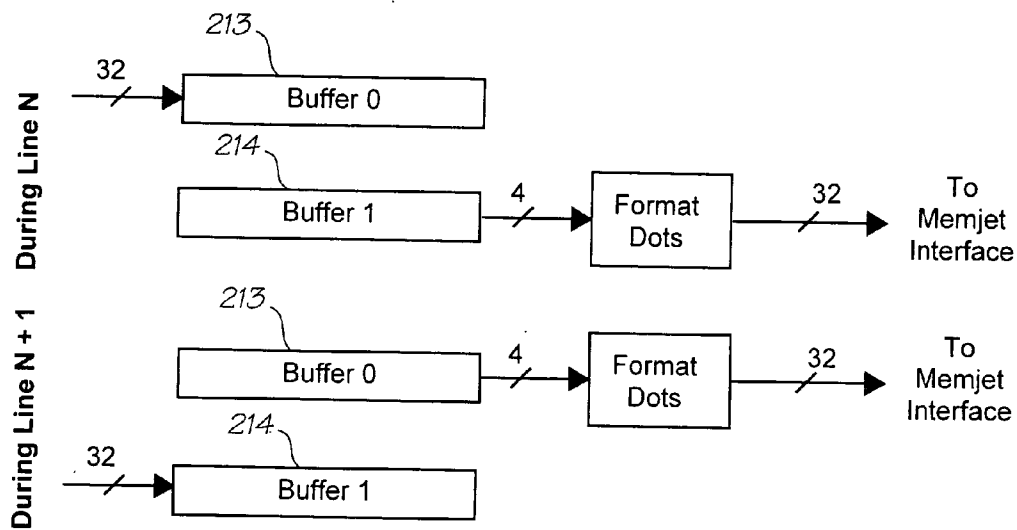 During Line N
213
32
Buffer 0
214
Buffer 1
4
Format
Dots
32
To
Memjet
Interface
During Line N + 1
213
Buffer 0
4
Format
Dots
32
To
Memjet
Interface
214
32
Buffer 1